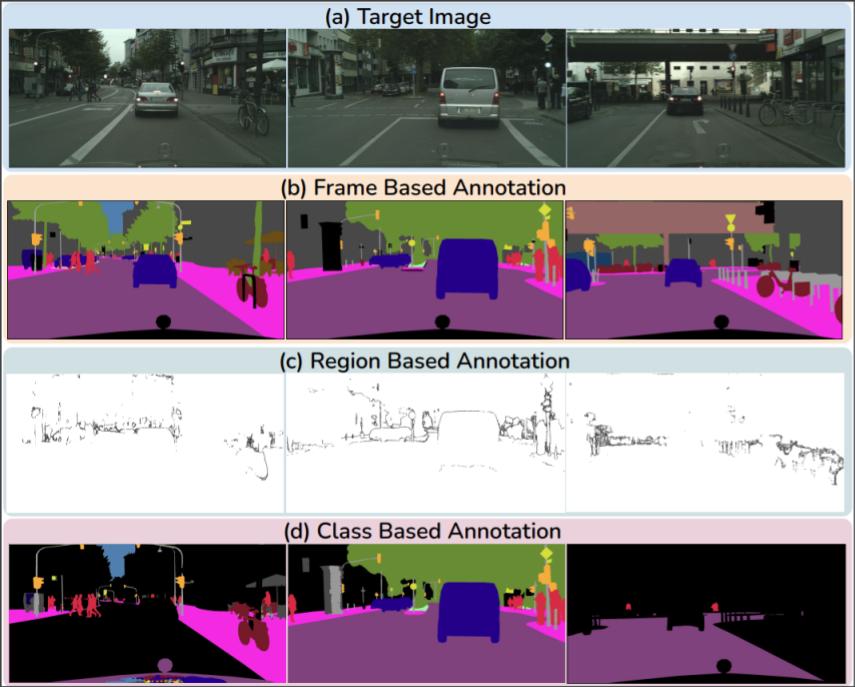 (a) Target Image
(b) Frame Based Annotation
(c) Region Based Annotation
(d) Class Based Annotation